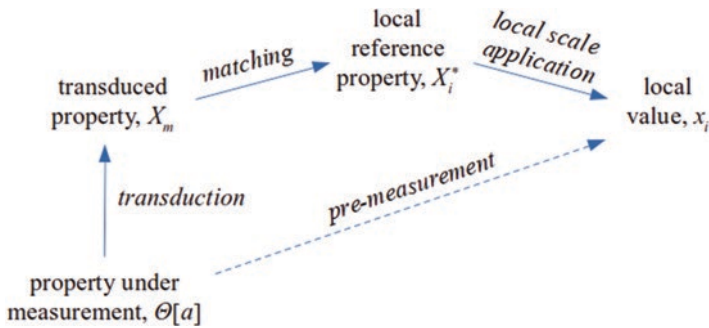 local
reference
property, X*i
matching
local scale
application
transduced
property, Xm
local
value, xi
transduction
pre-measurement
property under
measurement, Θ[a]